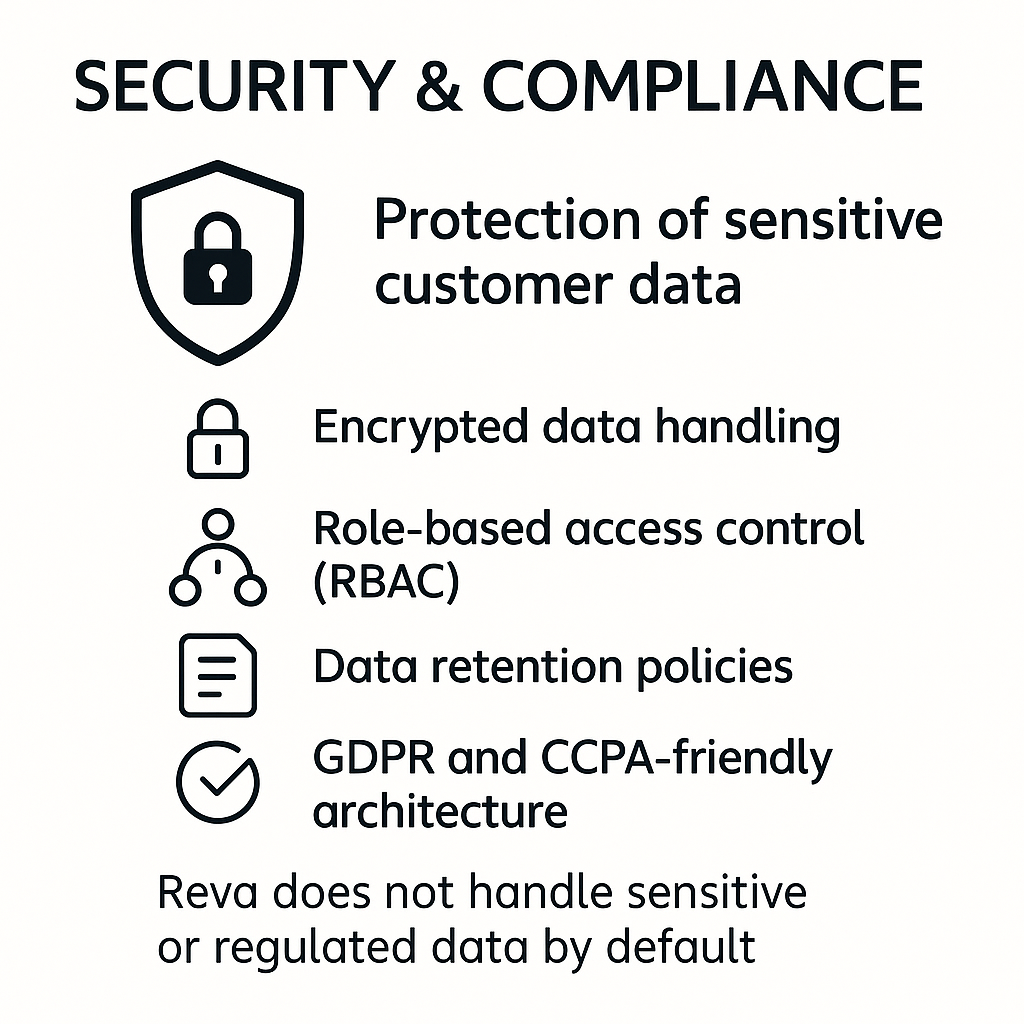 SECURITY & COMPLIANCE
Protection of sensitive
customer data
Encrypted data handling
Role-based access control
(RBAC)
Data retention policies
GDPR and CCPA-friendly
architecture
Reva does not handle sensitive
or regulated data by default